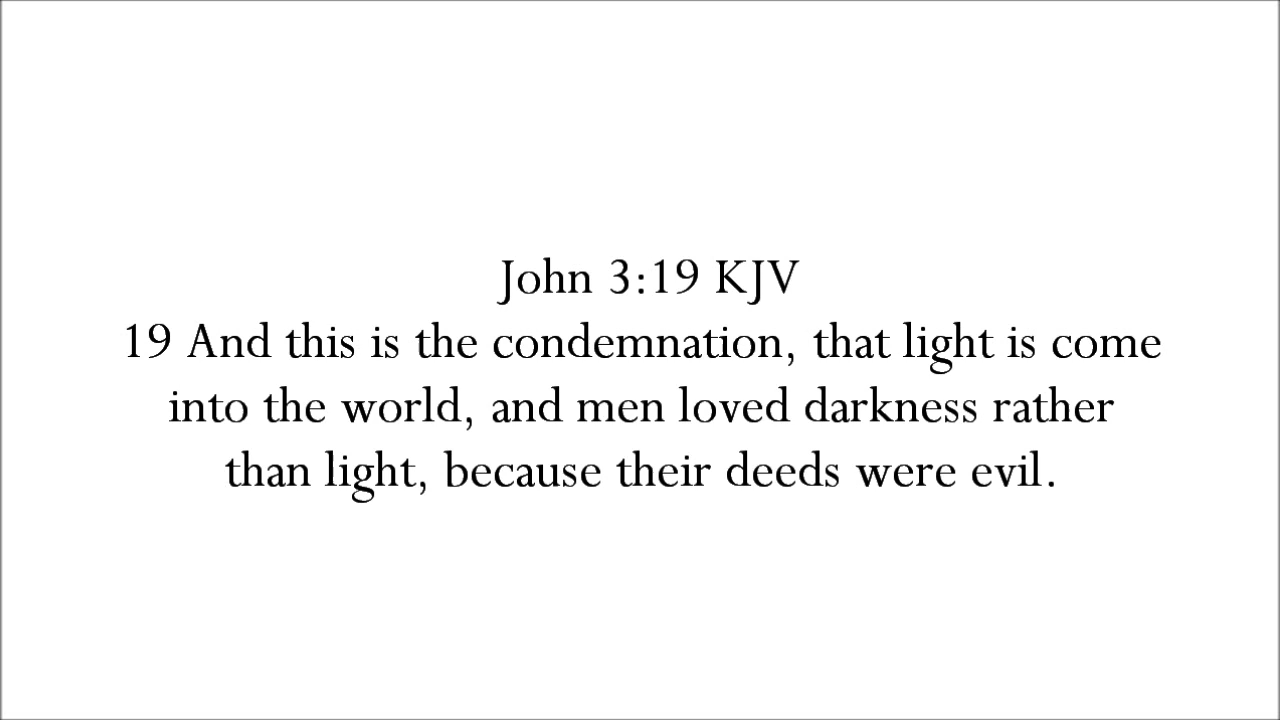 John 3:19 KJV
19 And this is the condemnation, that light is come
into the world, and men loved darkness rather
than light, because their deeds were evil.